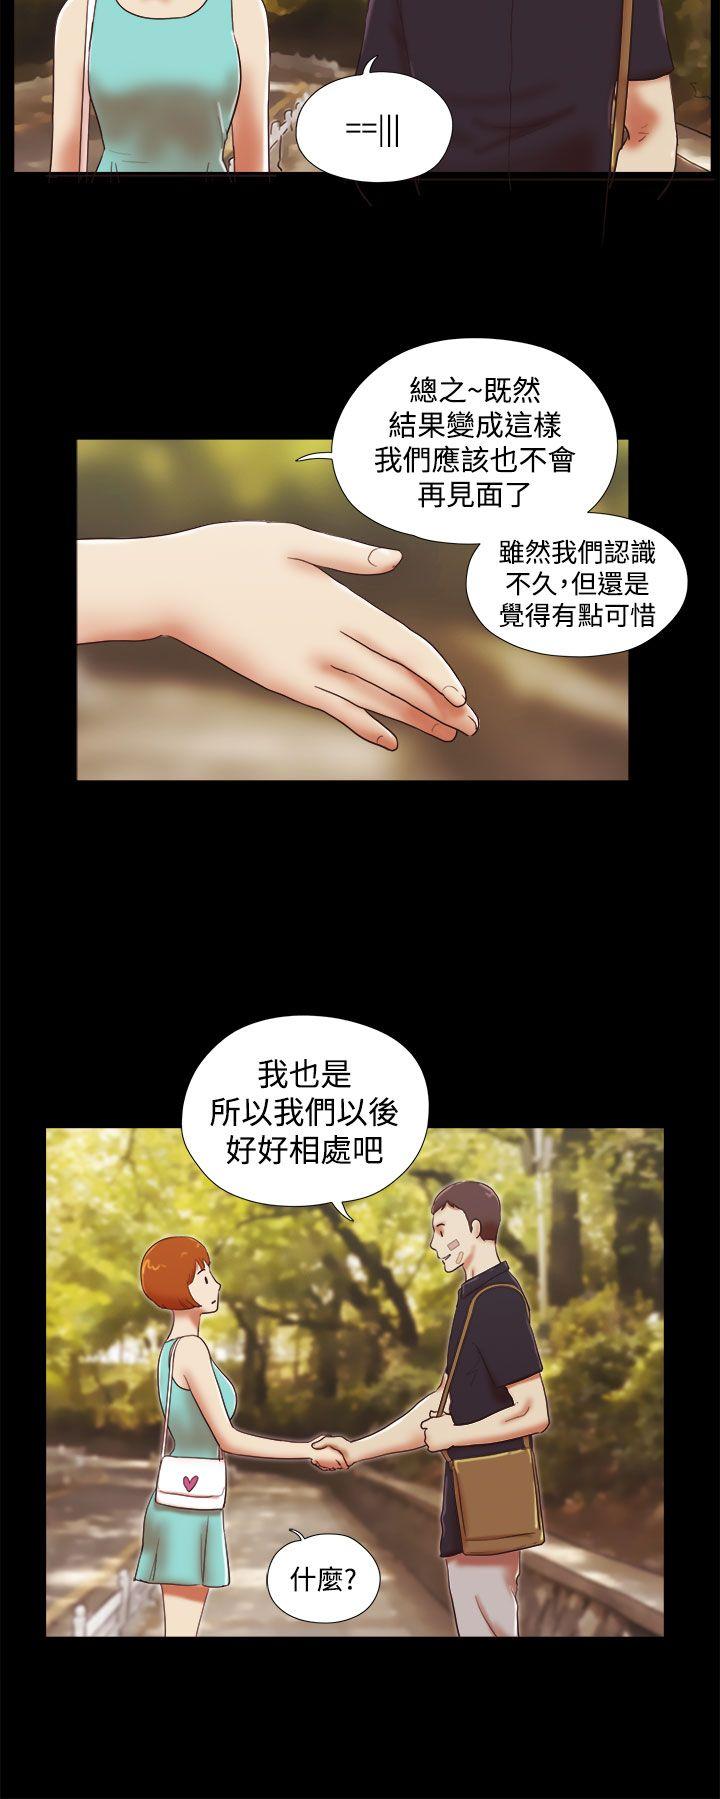 ==|||
總之~既然
結果變成這樣
我們應該也不會
再見面了
雖然我們認識
不久，但還是
覺得有點可惜
我也是
所以我們以後
好好相處吧
什麼?